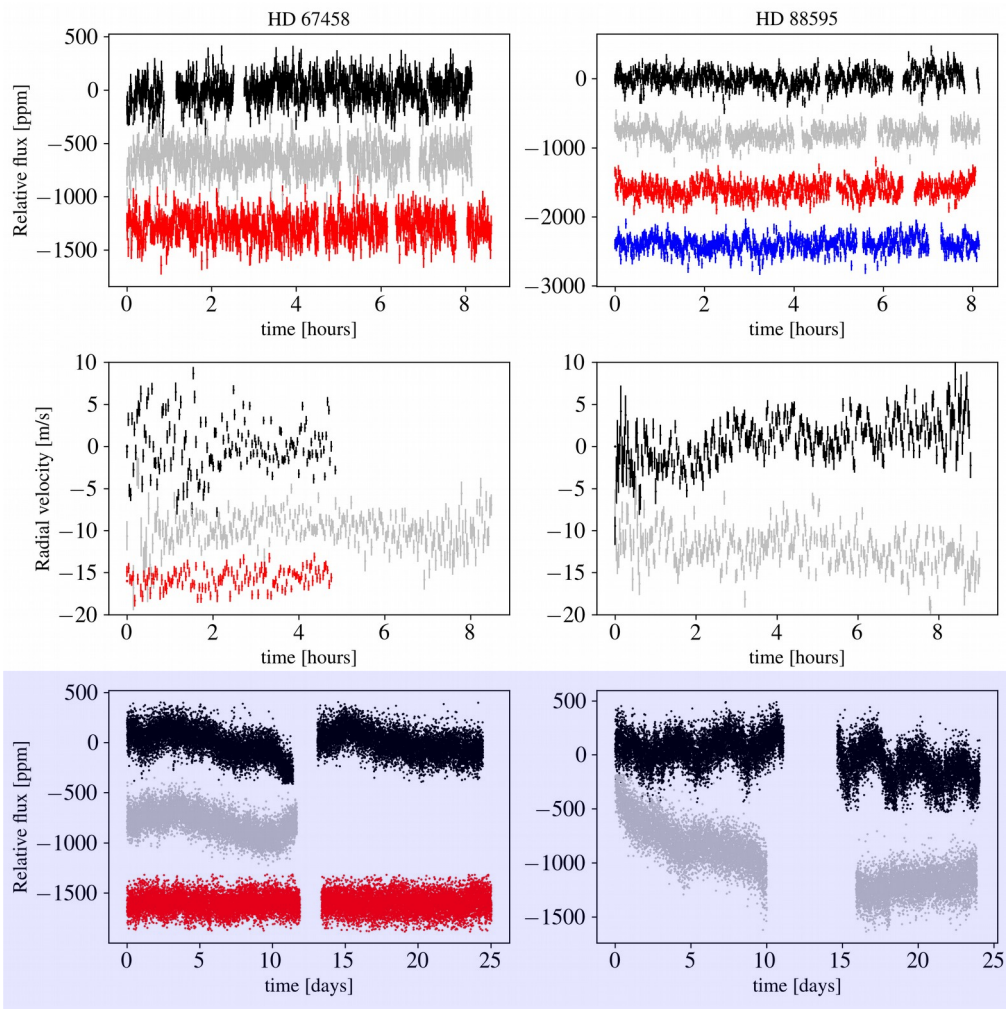 HD 67458
HD 88595
500
0
−500
−1000
−1500
Relative flux [ppm]
0 2 4 6 8
time [hours]
0
−1000
−2000
−3000
0 2 4 6 8
time [hours]
10
5
0
−5
−10
−15
−20
Radial velocity [m/s]
0 2 4 6 8
time [hours]
10
5
0
−5
−10
−15
−20
0 2 4 6 8
time [hours]
500
0
−500
−1000
−1500
Relative flux [ppm]
0 5 10 15 20 25
time [days]
500
0
−500
−1000
−1500
0 5 10 15 20 25
time [days]